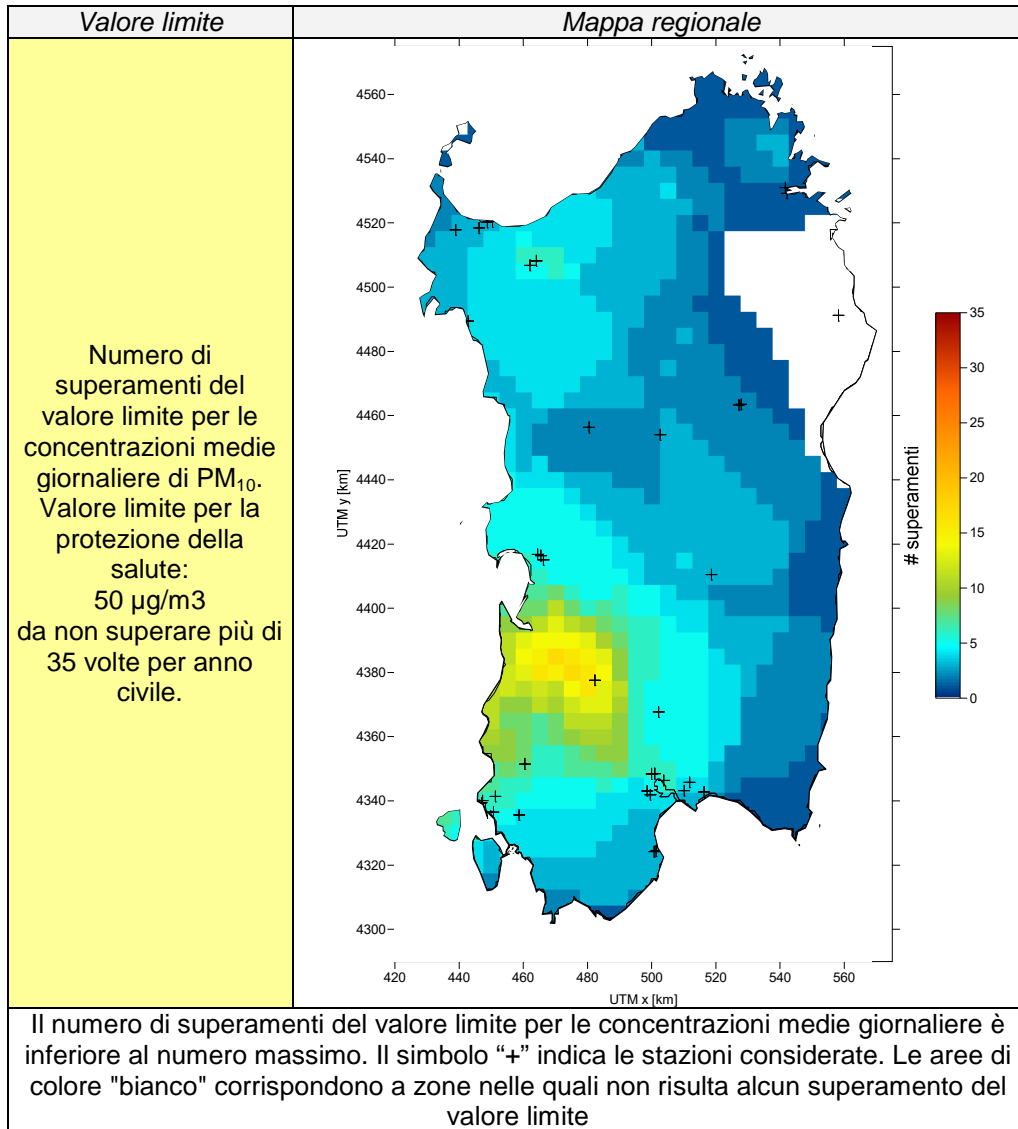 Valore limite
Mappa regionale
Numero di
superamenti del
valore limite per le
concentrazioni medie
giornaliere di PM₁₀.
Valore limite per la
protezione della
salute:
50 µg/m3
da non superare più di
35 volte per anno
civile.
4560
4540
4520
4500
4480
4460
4440
4420
4400
4380
4360
4340
4320
4300
UTM y [km]
420 440 460 480 500 520 540 560
UTM x [km]
35
30
25
20
15
10
5
0
# superamenti
Il numero di superamenti del valore limite per le concentrazioni medie giornaliere è
inferiore al numero massimo. Il simbolo “+” indica le stazioni considerate. Le aree di
colore "bianco" corrispondono a zone nelle quali non risulta alcun superamento del
valore limite